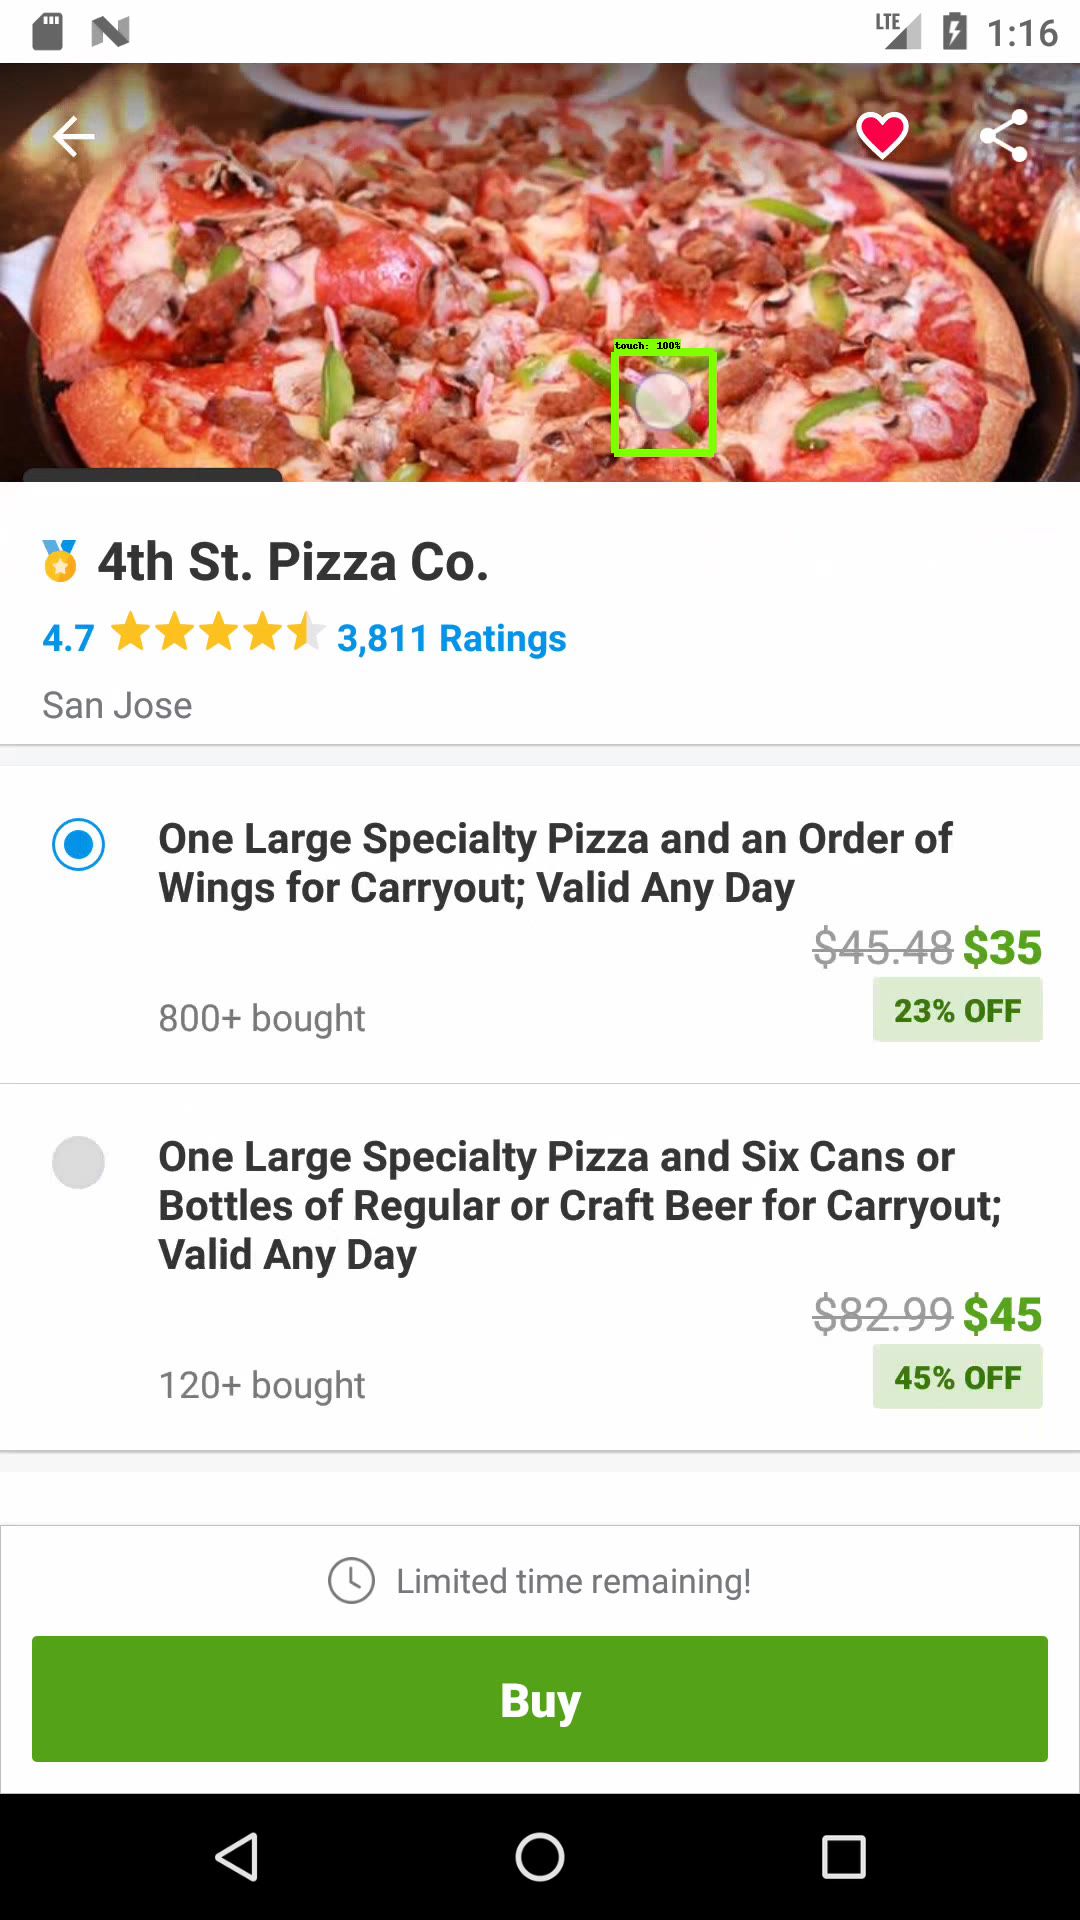 LTE 1:16
touch: 100%
4th St. Pizza Co.
4.7 3,811 Ratings
San Jose
One Large Specialty Pizza and an Order of
Wings for Carryout; Valid Any Day
$45.48 $35
800+ bought
23% OFF
One Large Specialty Pizza and Six Cans or
Bottles of Regular or Craft Beer for Carryout;
Valid Any Day
$82.99 $45
120+ bought
45% OFF
Limited time remaining!
Buy